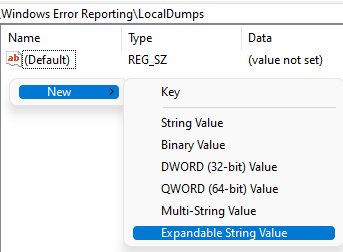 Windows Error Reporting\LocalDumps
Name Type Data
ab (Default) REG_SZ (value not set)
New
Key
String Value
Binary Value
DWORD (32-bit) Value
QWORD (64-bit) Value
Multi-String Value
Expandable String Value